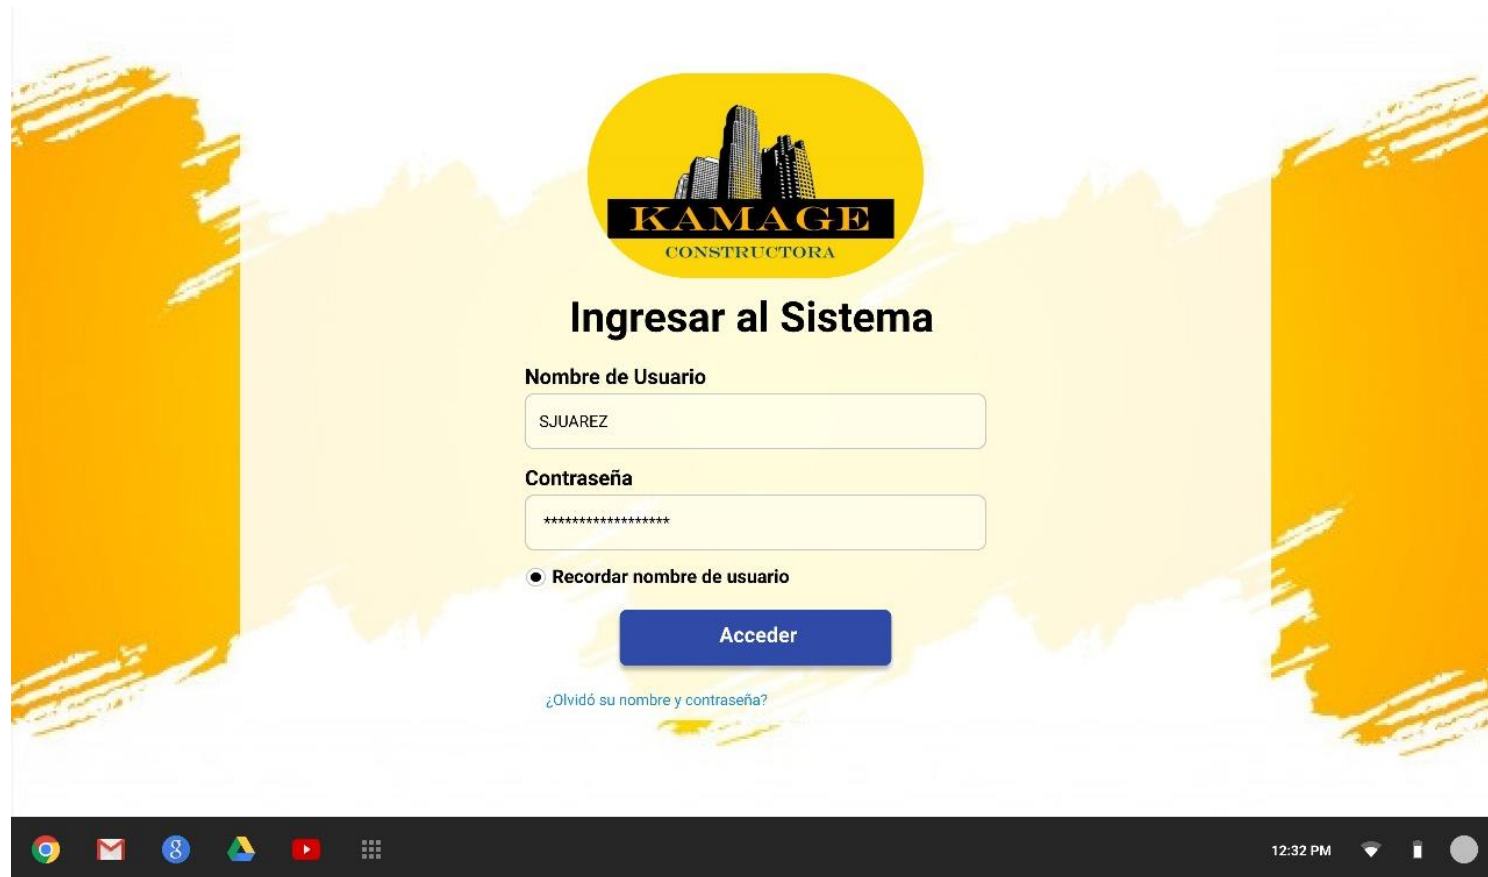 KAMAGE
CONSTRUCTORA
Ingresar al Sistema
Nombre de Usuario
SJUAREZ
Contraseña
******************
Recordar nombre de usuario
Acceder
¿Olvidó su nombre y contraseña?
12:32 PM